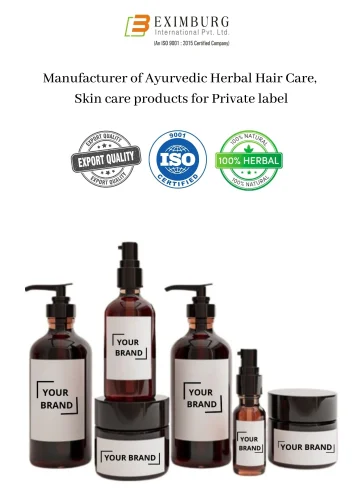 EXIMBURG
International Pvt. Ltd.
(An ISO 9001 : 2015 Certified Company)
Manufacturer of Ayurvedic Herbal Hair Care,
Skin care products for Private label
EXPORT QUALITY
EXPORT QUALITY
EXPORT QUALITY
9001
ISO
CERTIFIED
100% NATURAL
100% HERBAL
100% NATURAL
YOUR
BRAND
YOUR
BRAND
YOUR
BRAND
YOUR
BRAND
YOUR BRAND
YOUR BRAND